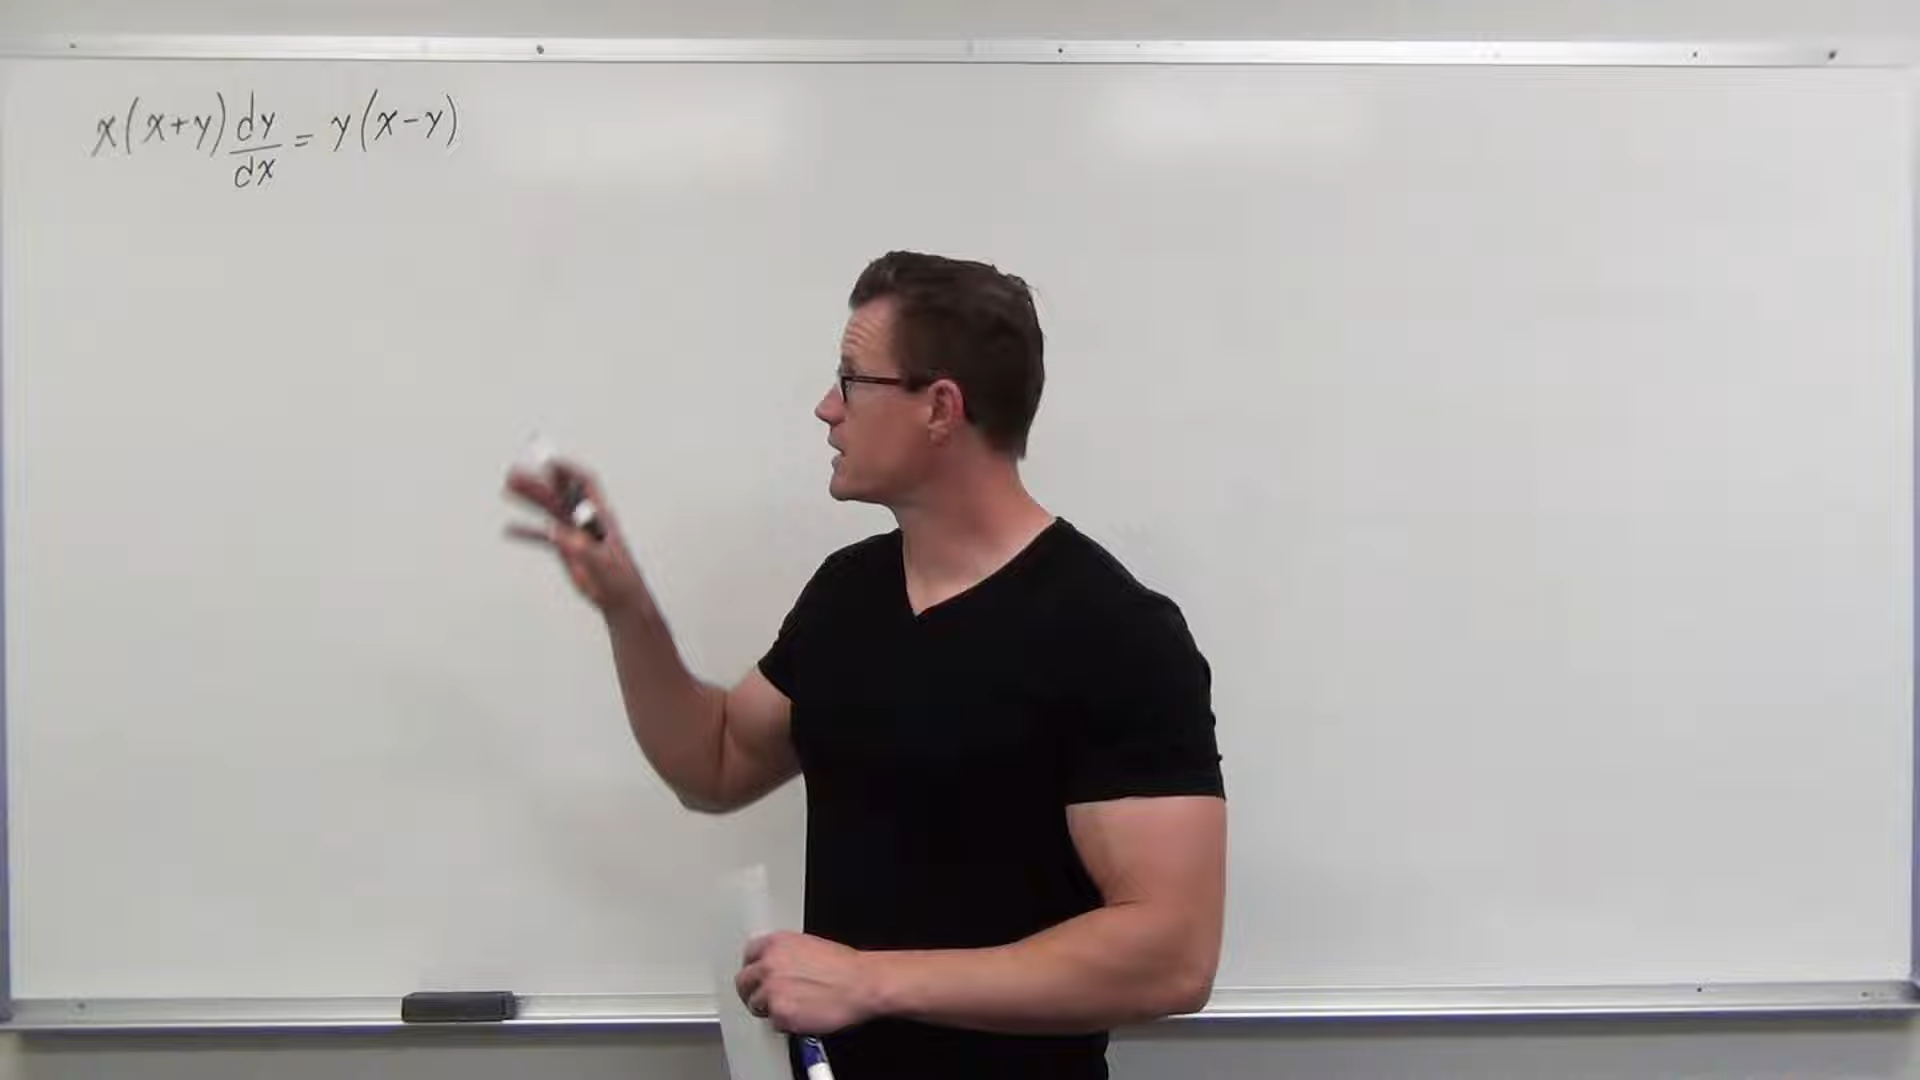 x(x+y) dy/dx = y(x-y)